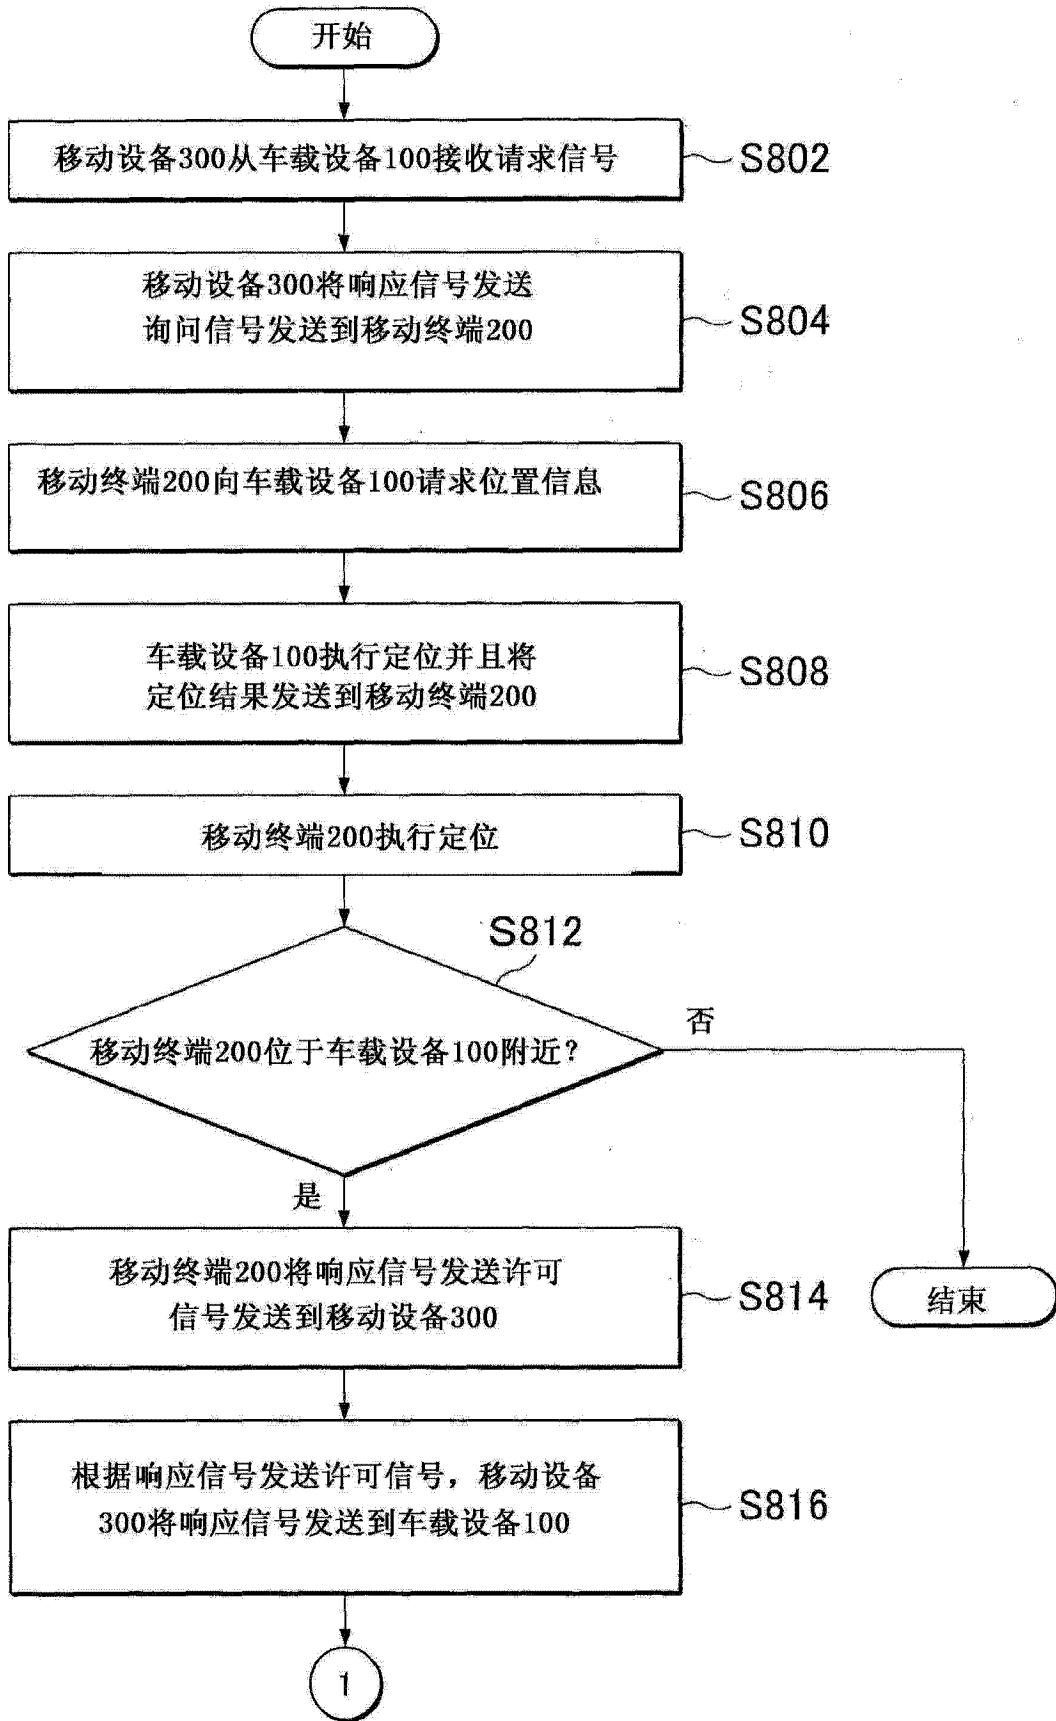 开始
移动设备300从车载设备100接收请求信号
S802
移动设备300将响应信号发送
询问信号发送到移动终端200
S804
移动终端200向车载设备100请求位置信息
S806
车载设备100执行定位并且将
定位结果发送到移动终端200
S808
移动终端200执行定位
S810
S812
移动终端200位于车载设备100附近?
否
是
移动终端200将响应信号发送许可
信号发送到移动设备300
S814
结束
根据响应信号发送许可信号，移动设备
300将响应信号发送到车载设备100
S816
1